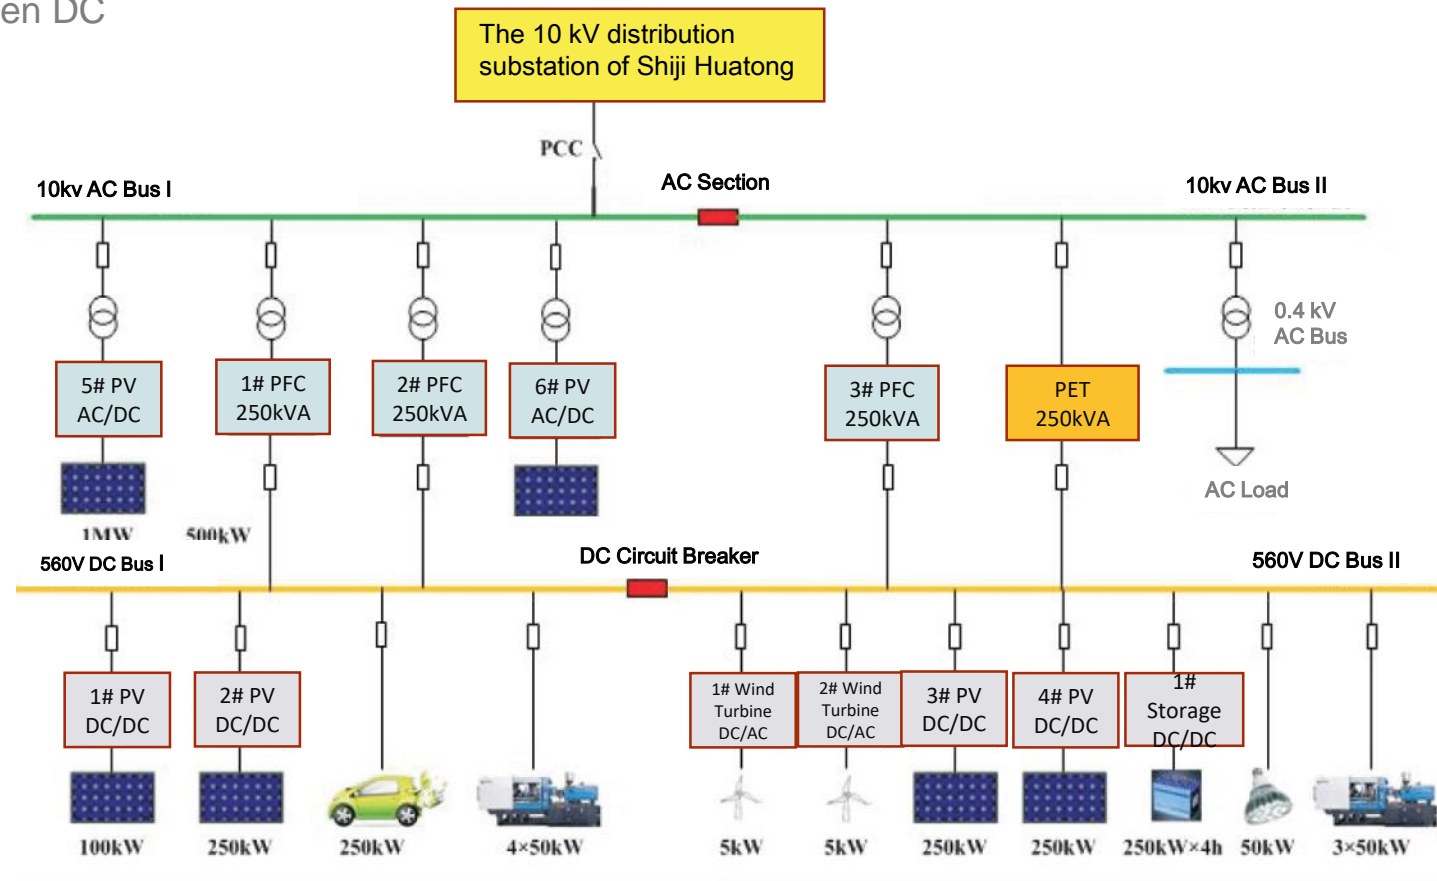 en DC
The 10 kV distribution
substation of Shiji Huatong
PCC
10kv AC Bus I
AC Section
10kv AC Bus II
0.4 kV
AC Bus
5# PV
AC/DC
1# PFC
250kVA
2# PFC
250kVA
6# PV
AC/DC
3# PFC
250kVA
PET
250kVA
AC Load
1MW
500kW
560V DC Bus I
DC Circuit Breaker
560V DC Bus II
1# PV
DC/DC
2# PV
DC/DC
1# Wind
Turbine
DC/AC
2# Wind
Turbine
DC/AC
3# PV
DC/DC
4# PV
DC/DC
1#
Storage
DC/DC
100kW
250kW
250kW
4×50kW
5kW
5kW
250kW
250kW
250kW×4h
50kW
3×50kW